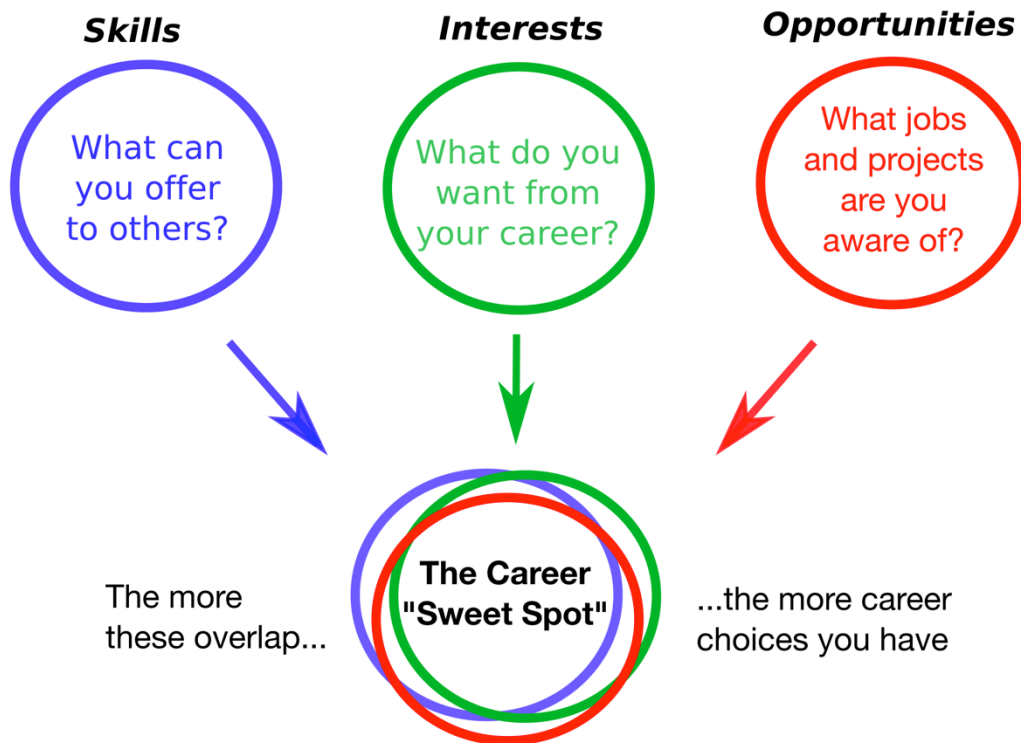 Skills
Interests
Opportunities
What can
you offer
to others?
What do you
want from
your career?
What jobs
and projects
are you
aware of?
The Career
"Sweet Spot"
The more
these overlap...
...the more career
choices you have